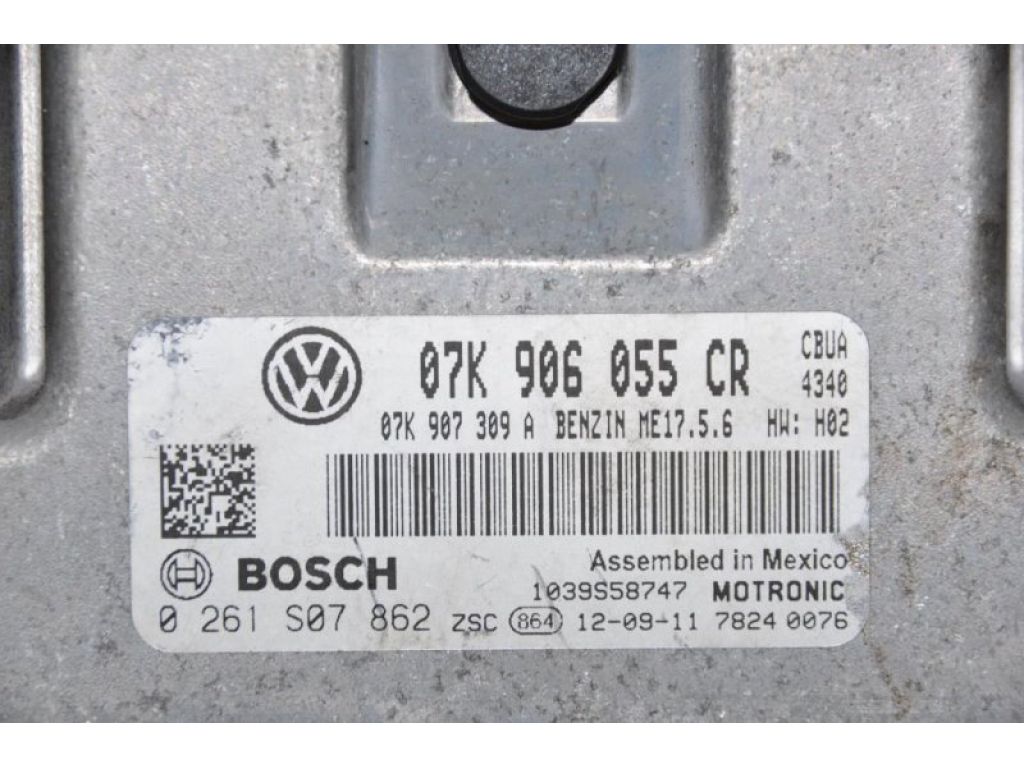 07K 906 055 CR CBUA
4340
07K 907 309 A BENZIN ME17.5.6 HW: H02
BOSCH
Assembled in Mexico
1039S58747 MOTRONIC
0 261 S07 862 ZSC 864 12-09-11 7824 0076